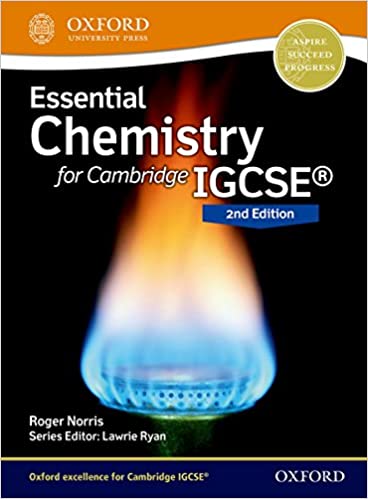 OXFORD
UNIVERSITY PRESS
ASPIRE
SUCCEED
PROGRESS
Essential
Chemistry
for Cambridge IGCSE®
2nd Edition
Roger Norris
Series Editor: Lawrie Ryan
Oxford excellence for Cambridge IGCSE®
OXFORD